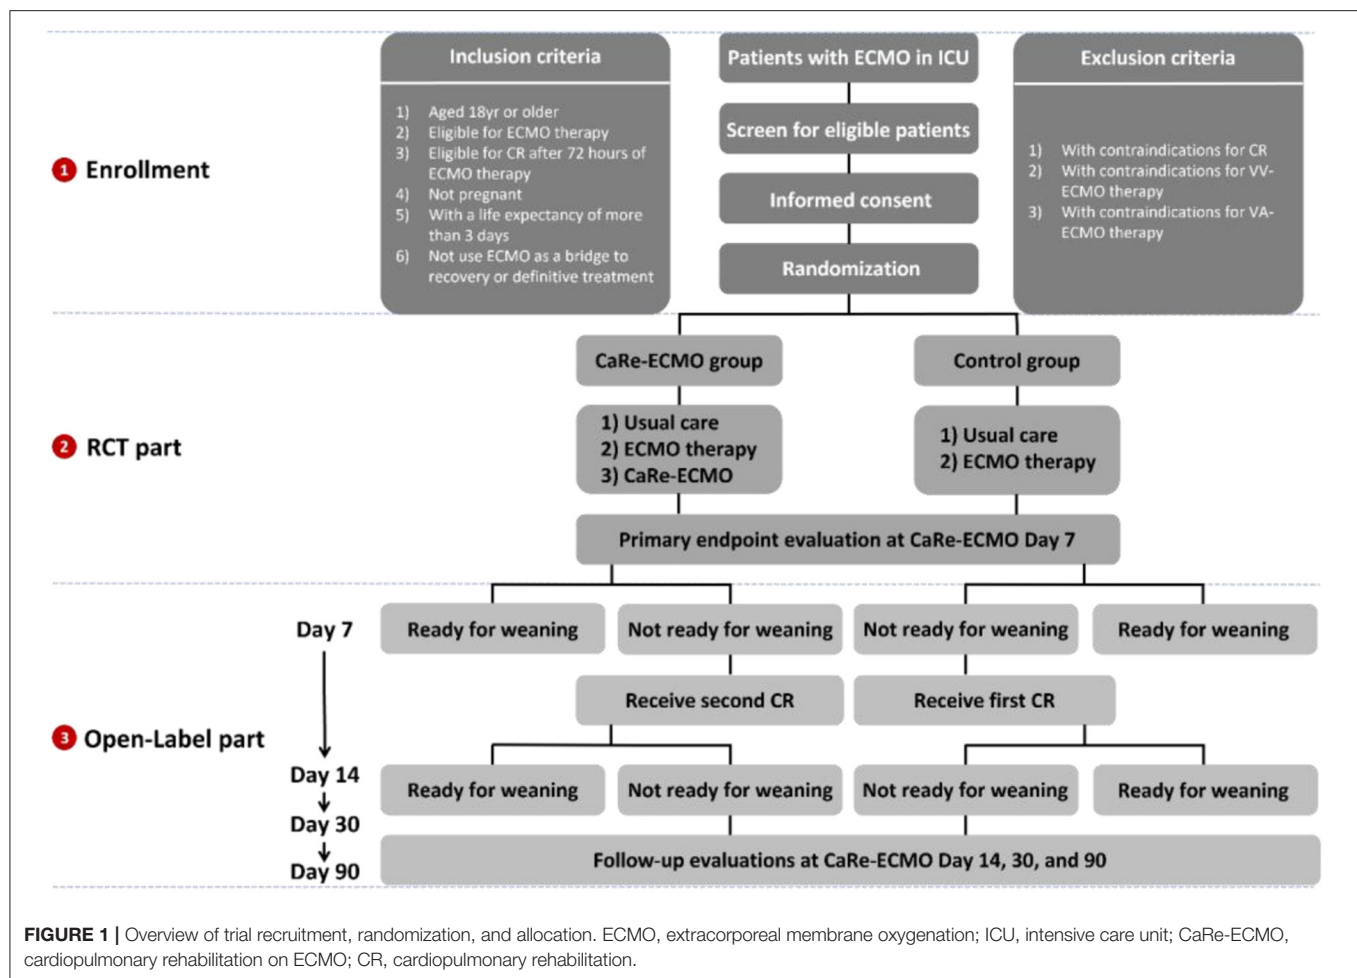 Inclusion criteria
1) Aged 18yr or older
2) Eligible for ECMO therapy
3) Eligible for CR after 72 hours of
ECMO therapy
4) Not pregnant
5) With a life expectancy of more
than 3 days
6) Not use ECMO as a bridge to
recovery or definitive treatment
Patients with ECMO in ICU
Screen for eligible patients
Informed consent
Randomization
Exclusion criteria
1) With contraindications for CR
2) With contraindications for VV-
ECMO therapy
3) With contraindications for VA-
ECMO therapy
1 Enrollment
CaRe-ECMO group
Control group
1) Usual care
2) ECMO therapy
3) CaRe-ECMO
1) Usual care
2) ECMO therapy
2 RCT part
Primary endpoint evaluation at CaRe-ECMO Day 7
Day 7
Ready for weaning
Not ready for weaning
Not ready for weaning
Ready for weaning
Receive second CR
Receive first CR
3 Open-Label part
Day 14
Ready for weaning
Not ready for weaning
Not ready for weaning
Ready for weaning
Day 30
Day 90
Follow-up evaluations at CaRe-ECMO Day 14, 30, and 90
FIGURE 1 | Overview of trial recruitment, randomization, and allocation. ECMO, extracorporeal membrane oxygenation; ICU, intensive care unit; CaRe-ECMO,
cardiopulmonary rehabilitation on ECMO; CR, cardiopulmonary rehabilitation.